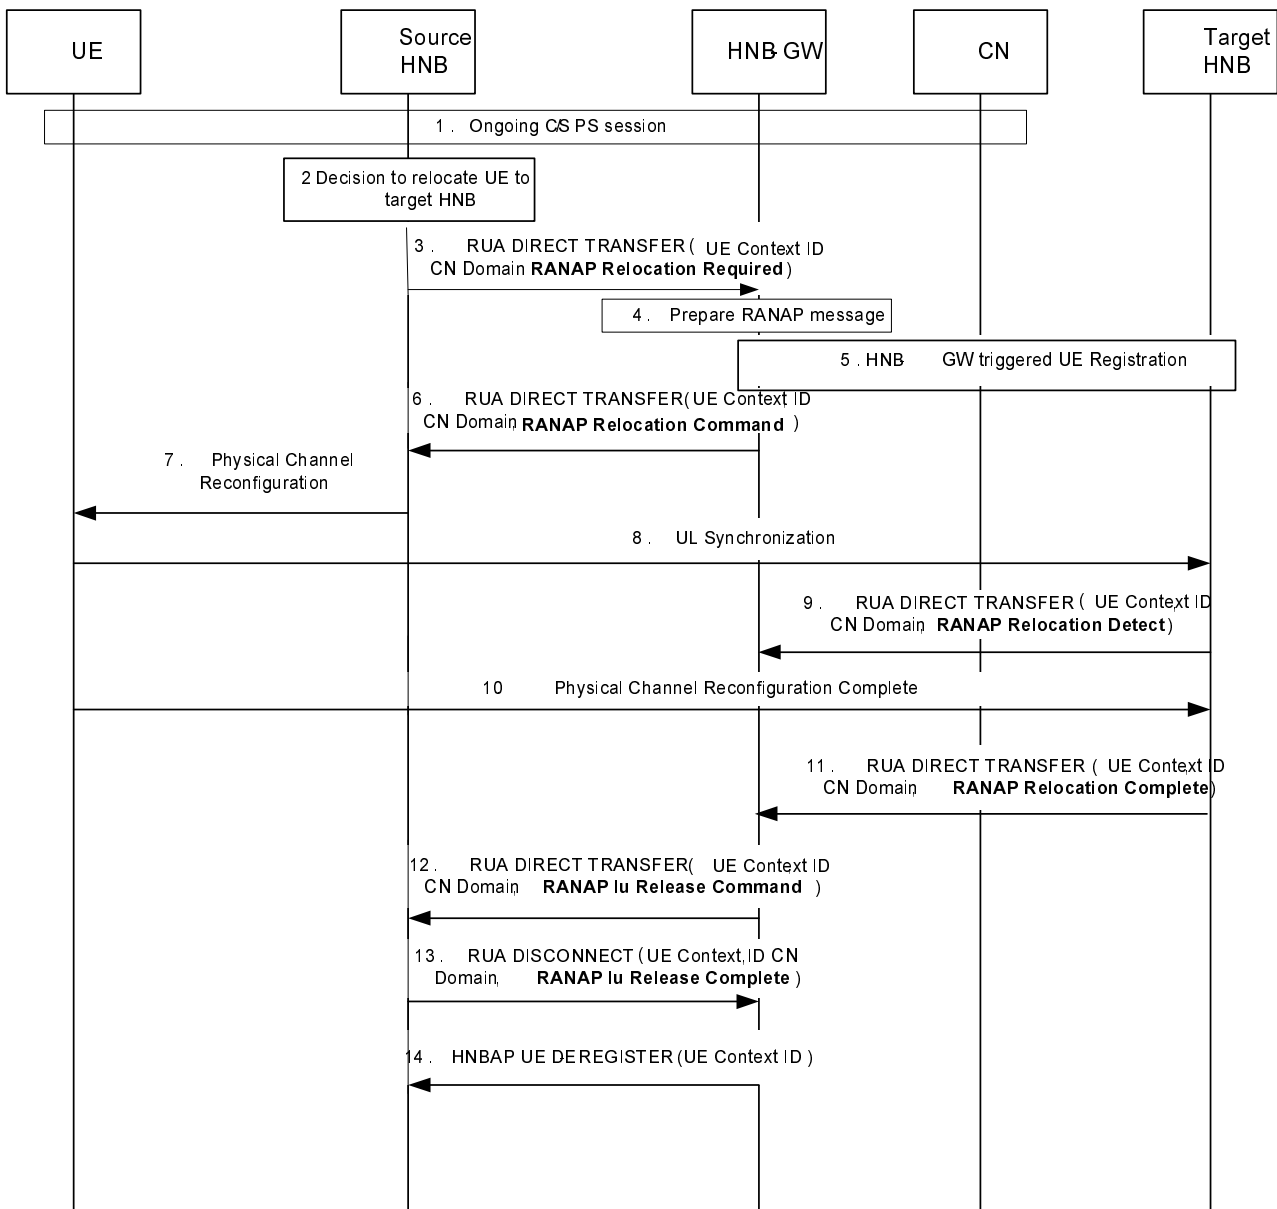 UE
Source
HNB
HNB-GW
CN
Target
HNB
1. Ongoing CS/PS session
2 Decision to relocate UE to
target HNB
3. RUA DIRECT TRANSFER( UE Context ID
CN Domain RANAP Relocation Required)
4. Prepare RANAP message
5. HNB- GW triggered UE Registration
6. RUA DIRECT TRANSFER(UE Context, ID
CN Domain, RANAP Relocation Command )
7. Physical Channel
Reconfiguration
8. UL Synchronization
9. RUA DIRECT TRANSFER ( UE Context, ID
CN Domain, RANAP Relocation Detect)
10 Physical Channel Reconfiguration Complete
11. RUA DIRECT TRANSFER ( UE Context, ID
CN Domain, RANAP Relocation Complete)
12. RUA DIRECT TRANSFER( UE Context, ID
CN Domain, RANAP Iu Release Command )
13. RUA DISCONNECT (UE Context, ID CN
Domain, RANAP Iu Release Complete )
14. HNBAP UE DE-REGISTER (UE Context ID )